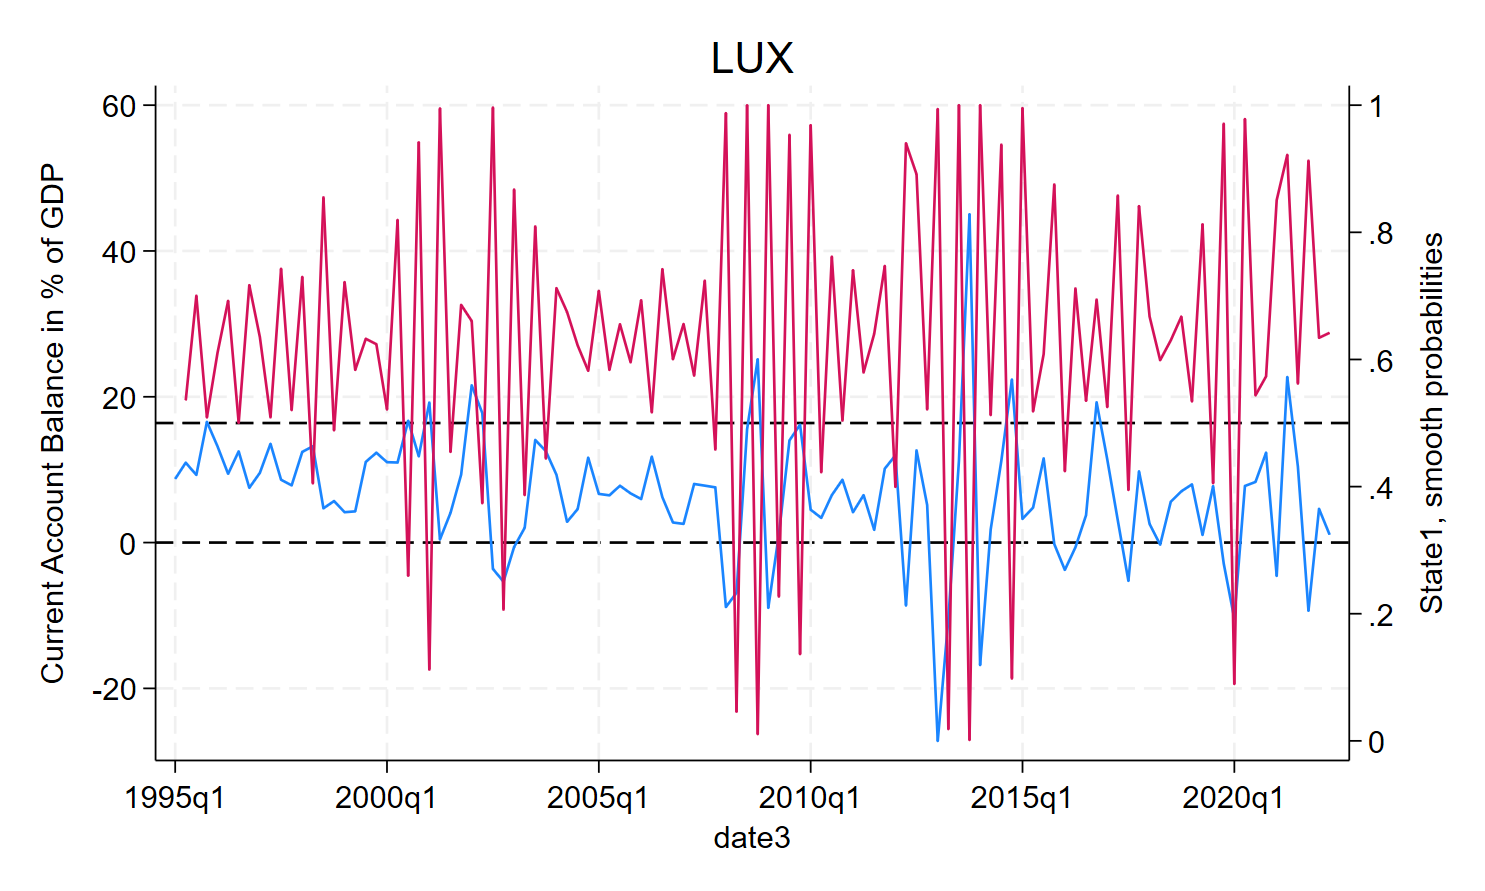 LUX
Current Account Balance in % of GDP
60
40
20
0
-20
1
.8
.6
.4
.2
0
State1, smooth probabilities
1995q1 2000q1 2005q1 2010q1 2015q1 2020q1
date3